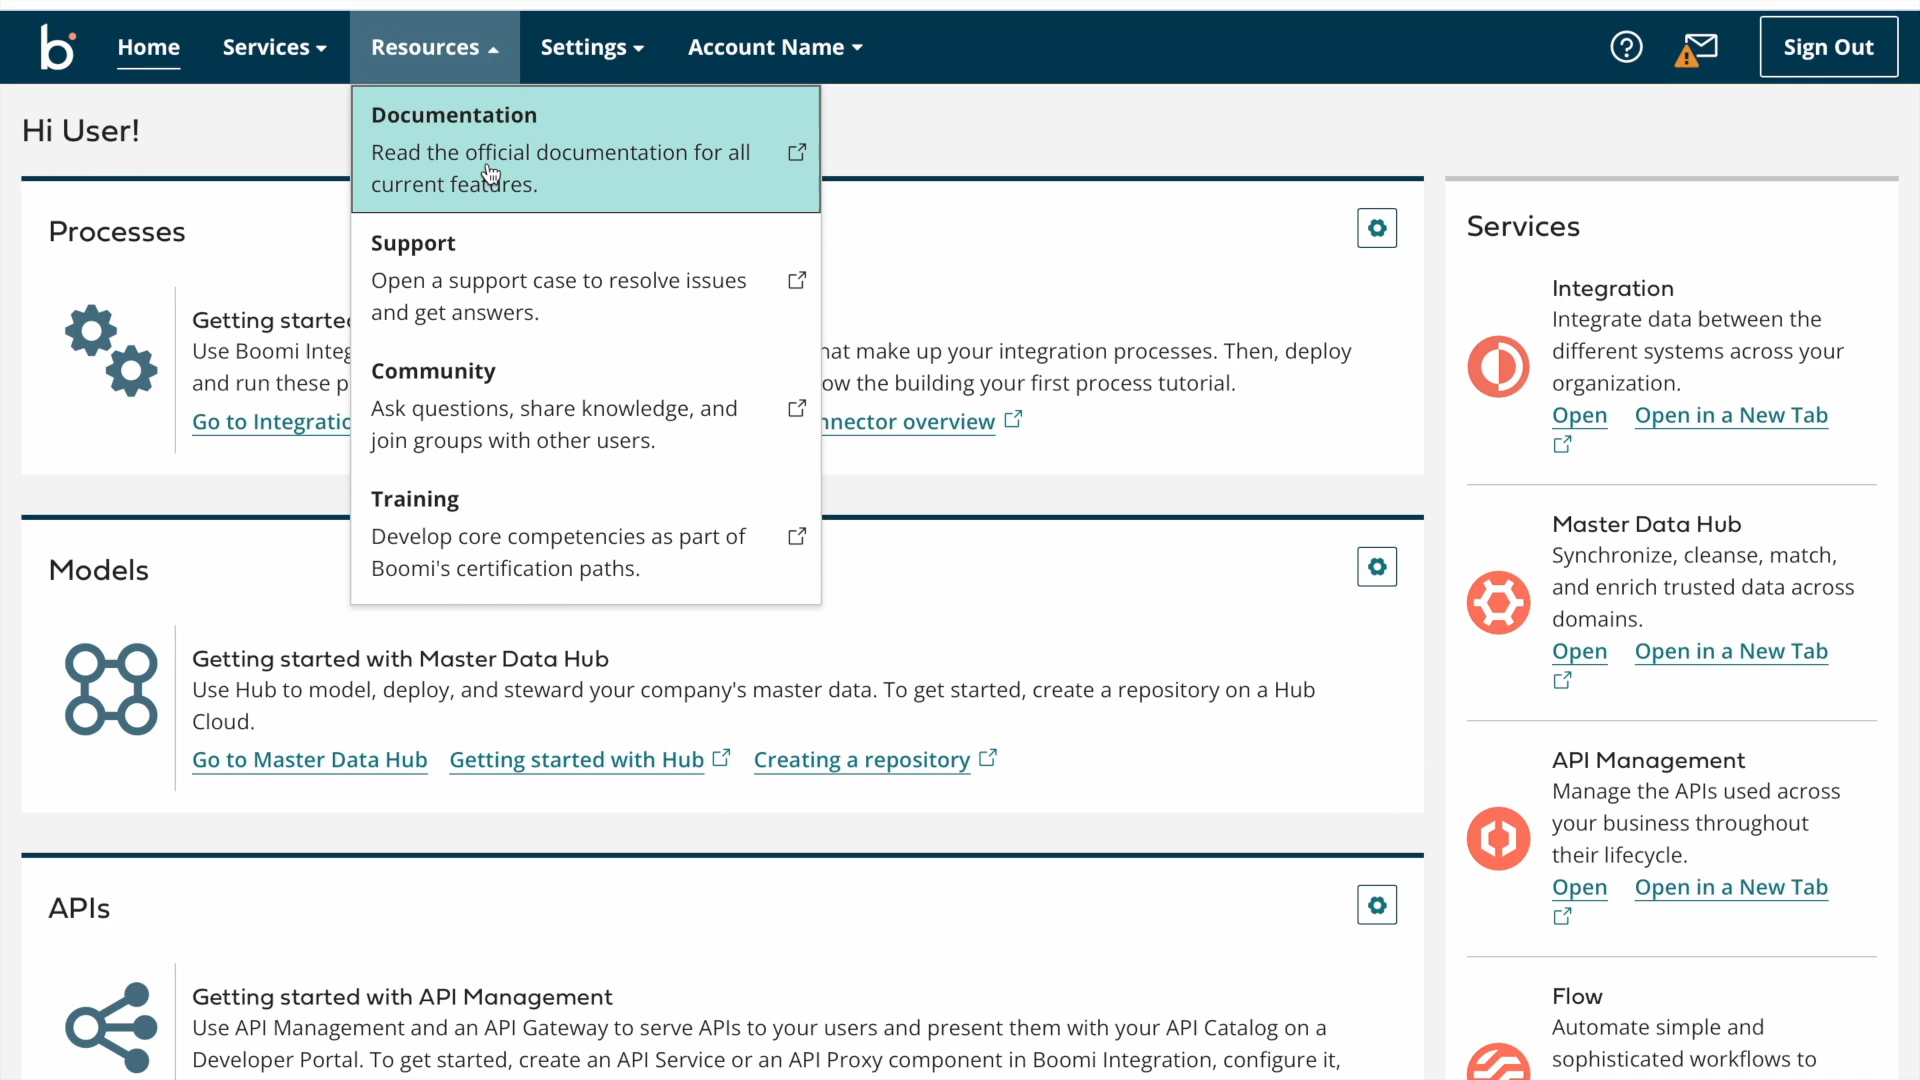 b Home Services Resources Settings Account Name Sign Out
Hi User!
Documentation
Read the official documentation for all
current features.
Support
Open a support case to resolve issues
and get answers.
Community
Ask questions, share knowledge, and
join groups with other users.
Training
Develop core competencies as part of
Boomi's certification paths.
Processes
Getting started
Use Boomi Integ hat make up your integration processes. Then, deploy
and run these p ow the building your first process tutorial.
Go to Integratio nnector overview
Models
Getting started with Master Data Hub
Use Hub to model, deploy, and steward your company's master data. To get started, create a repository on a Hub
Cloud.
Go to Master Data Hub Getting started with Hub Creating a repository
APIs
Getting started with API Management
Use API Management and an API Gateway to serve APIs to your users and present them with your API Catalog on a
Developer Portal. To get started, create an API Service or an API Proxy component in Boomi Integration, configure it,
Services
Integration
Integrate data between the
different systems across your
organization.
Open Open in a New Tab
Master Data Hub
Synchronize, cleanse, match,
and enrich trusted data across
domains.
Open Open in a New Tab
API Management
Manage the APIs used across
your business throughout
their lifecycle.
Open Open in a New Tab
Flow
Automate simple and
sophisticated workflows to